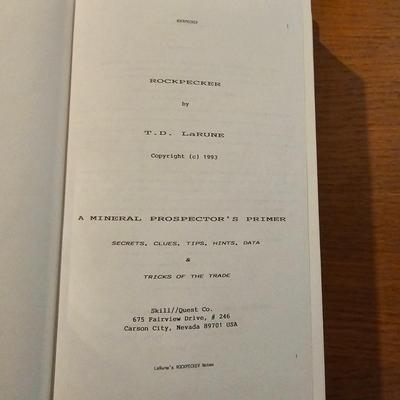 ROCKPECKER
ROCKPECKER
by
T.D. LaRUNE
Copyright (c) 1993
A MINERAL PROSPECTOR'S PRIMER
SECRETS, CLUES, TIPS, HINTS, DATA
&
TRICKS OF THE TRADE
Skill//Quest Co.
675 Fairview Drive, # 246
Carson City, Nevada 89701 USA
LaRune's ROCKPECKER Notes